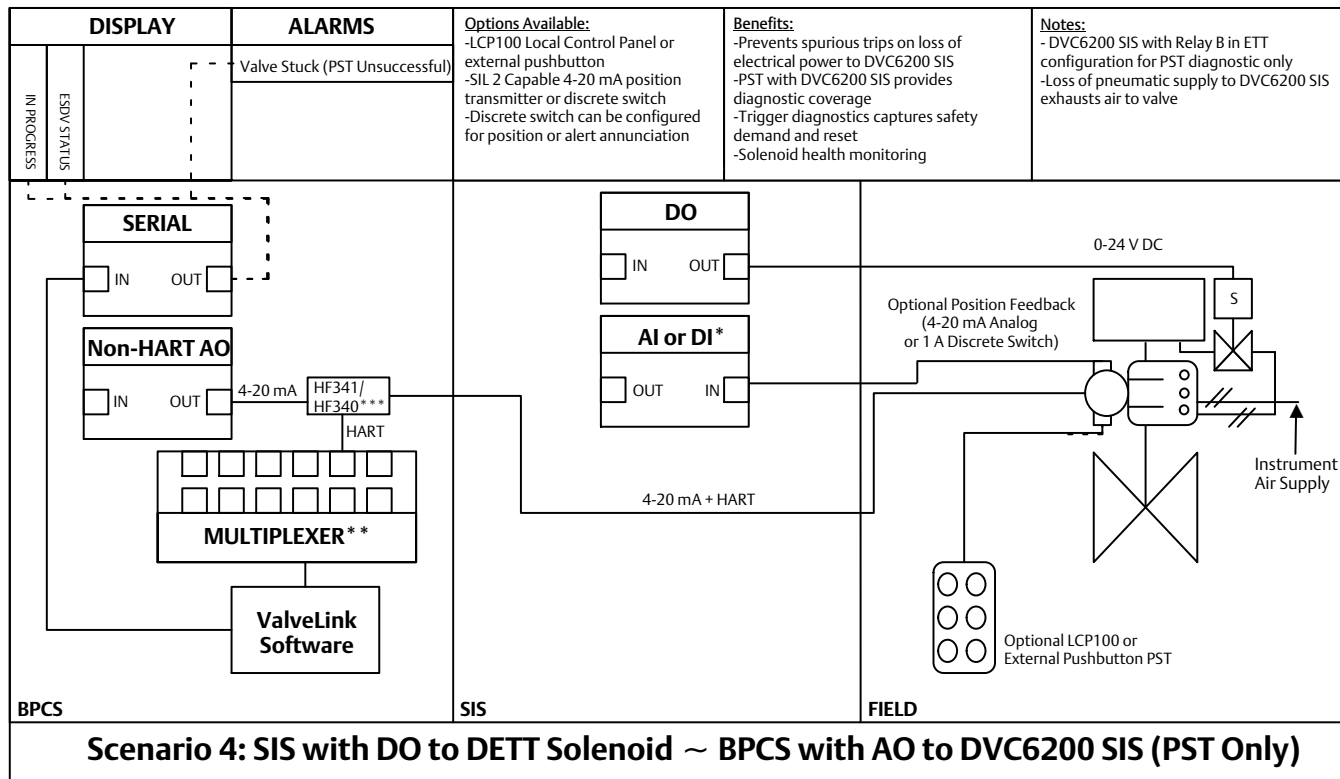 DISPLAY
ALARMS
IN PROGRESS
ESDV STATUS
Valve Stuck (PST Unsuccessful)
Options Available:
-LCP100 Local Control Panel or
external pushbutton
-SIL 2 Capable 4-20 mA position
transmitter or discrete switch
-Discrete switch can be configured
for position or alert annunciation
Benefits:
-Prevents spurious trips on loss of
electrical power to DVC6200 SIS
-PST with DVC6200 SIS provides
diagnostic coverage
-Trigger diagnostics captures safety
demand and reset
-Solenoid health monitoring
Notes:
- DVC6200 SIS with Relay B in ETT
configuration for PST diagnostic only
-Loss of pneumatic supply to DVC6200 SIS
exhausts air to valve
SERIAL
IN OUT
Non-HART AO
IN OUT
4-20 mA
HF341/
HF340***
HART
MULTIPLEXER**
ValveLink
Software
BPCS
DO
IN OUT
AI or DI*
OUT IN
4-20 mA + HART
SIS
0-24 V DC
S
Optional Position Feedback
(4-20 mA Analog
or 1 A Discrete Switch)
Instrument
Air Supply
Optional LCP100 or
External Pushbutton PST
FIELD
Scenario 4: SIS with DO to DETT Solenoid ~ BPCS with AO to DVC6200 SIS (PST Only)